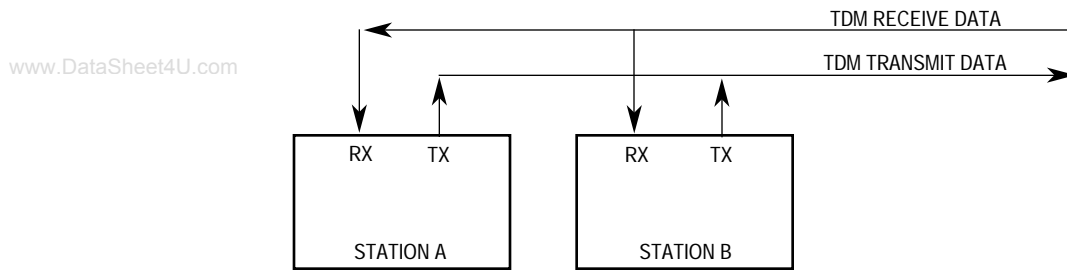 TDM RECEIVE DATA
www.DataSheet4U.com
TDM TRANSMIT DATA
RX TX RX TX
STATION A STATION B